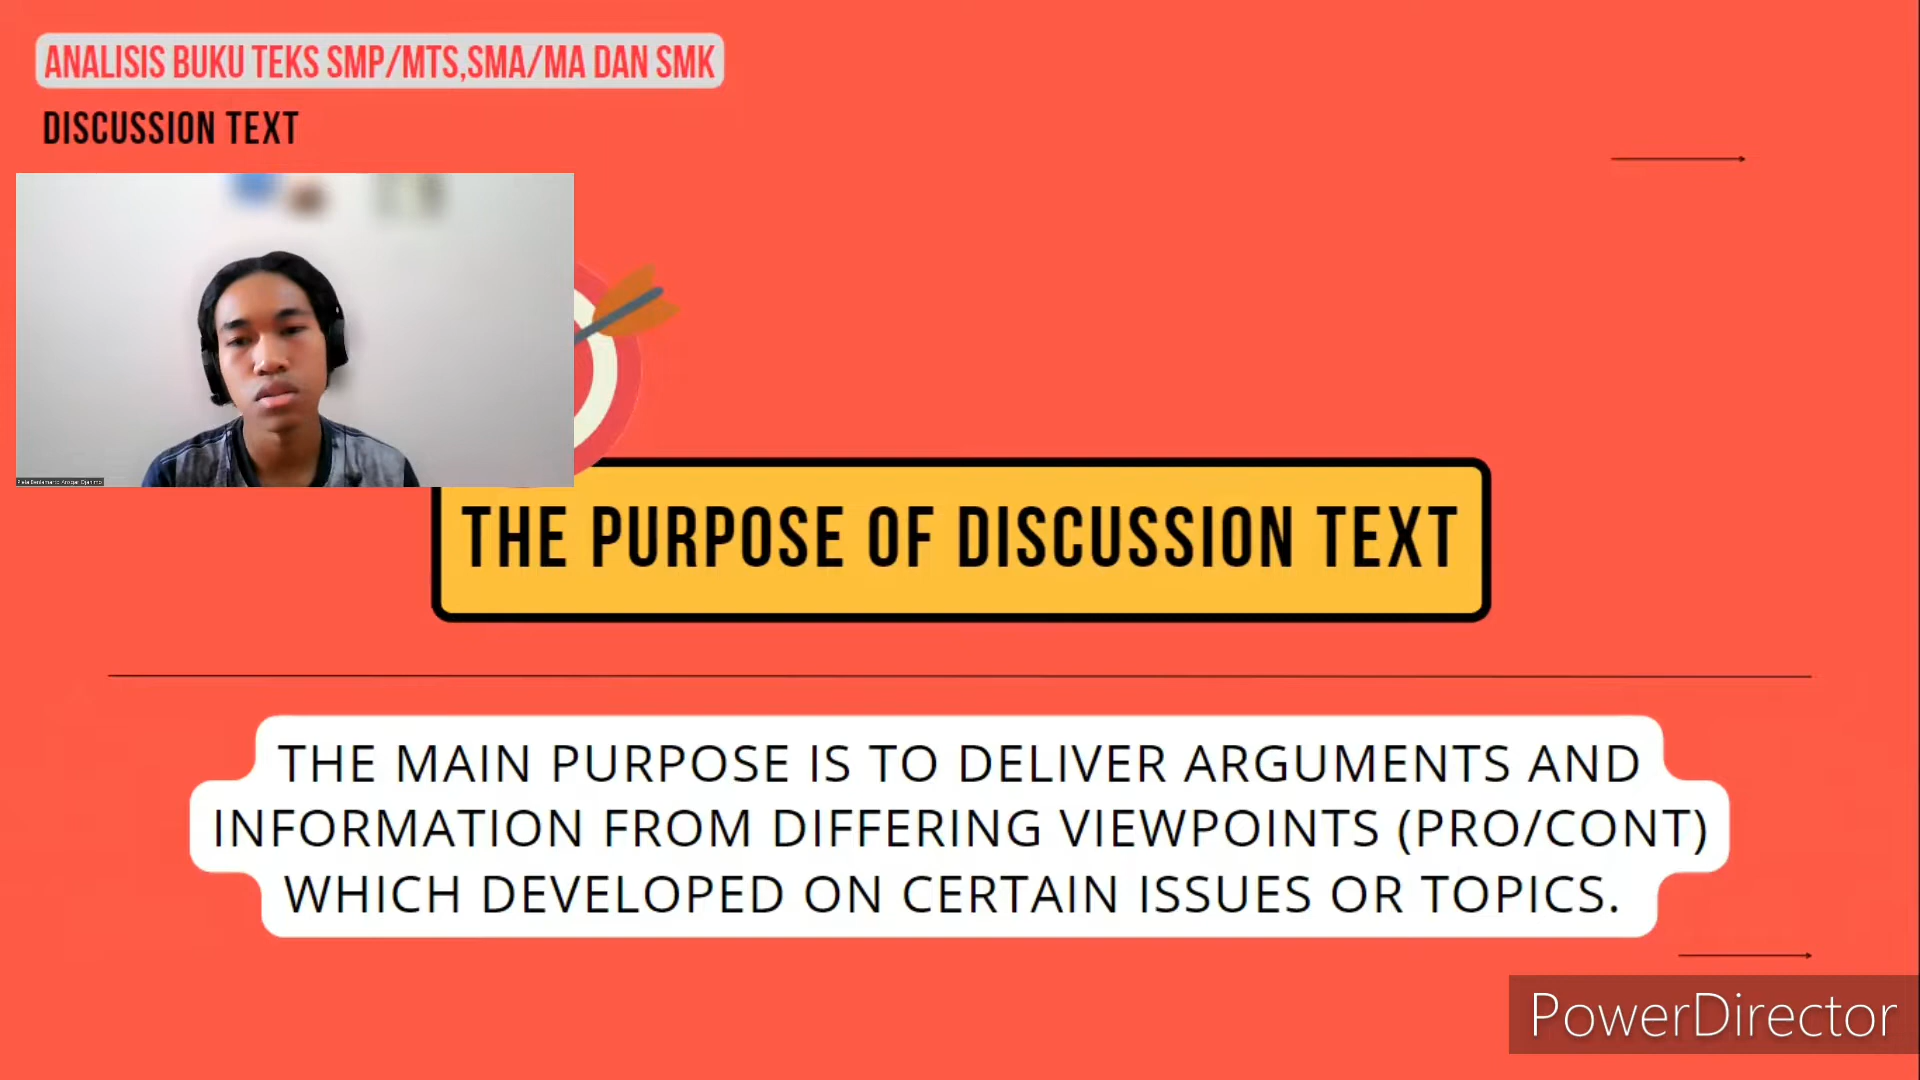 ANALISIS BUKU TEKS SMP/MTS,SMA/MA DAN SMK
DISCUSSION TEXT
THE PURPOSE OF DISCUSSION TEXT
THE MAIN PURPOSE IS TO DELIVER ARGUMENTS AND
INFORMATION FROM DIFFERING VIEWPOINTS (PRO/CONT)
WHICH DEVELOPED ON CERTAIN ISSUES OR TOPICS.
PowerDirector